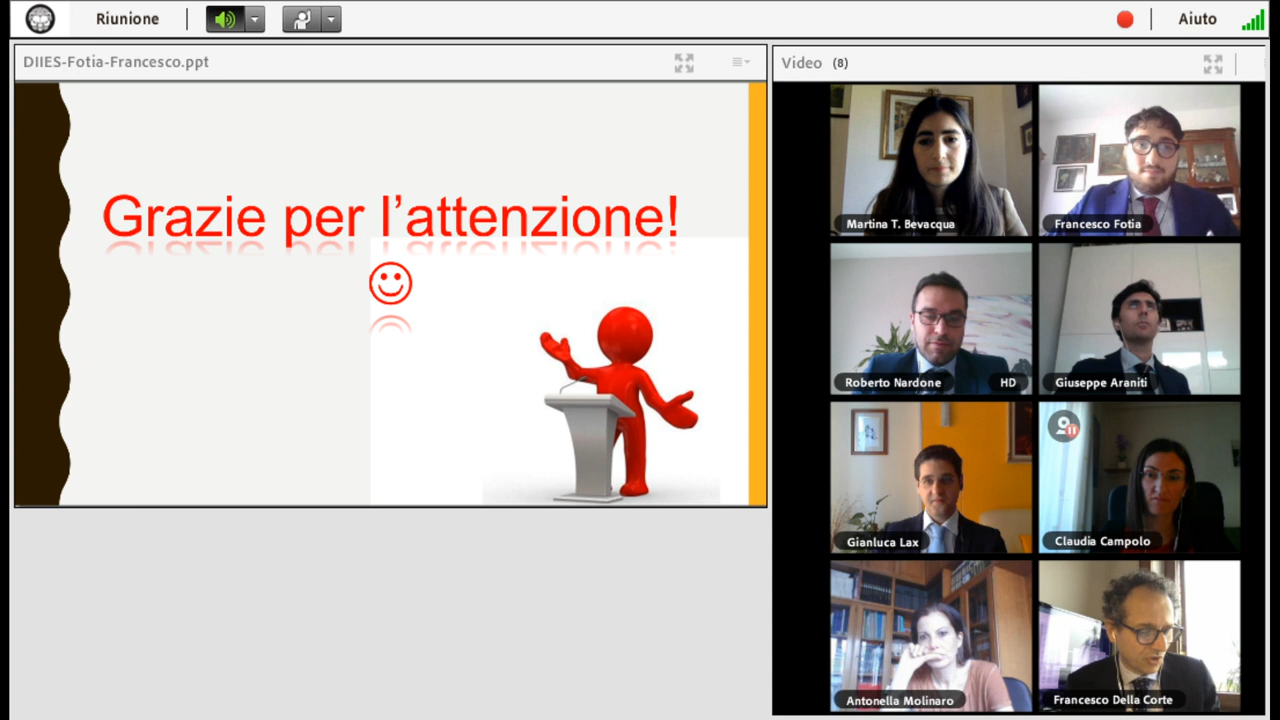 Riunione
Aiuto
DIIES-Fotia-Francesco.ppt
Video (8)
Grazie per l'attenzione!
Martina T. Bevacqua
Francesco Fotia
Roberto Nardone HD
Giuseppe Araniti
Gianluca Lax
Claudia Campolo
Antonella Molinaro
Francesco Della Corte